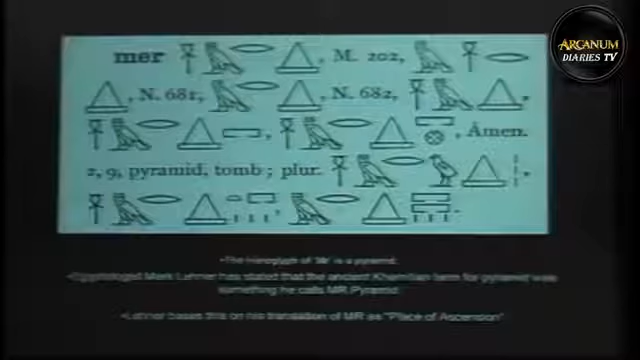 ARCANUM
DIARIES TV
mer , M. 202,
, N. 681, , N. 682,
, Ȧmen.
2, 9, pyramid, tomb; plur.
•The Hieroglyph of 'Mr' is a pyramid.
•Egyptologist Mark Lehner has stated that the ancient Khemitian term for pyramid was
something he calls MR Pyramid
•Lehner bases this on his translation of MR as "Place of Ascension"